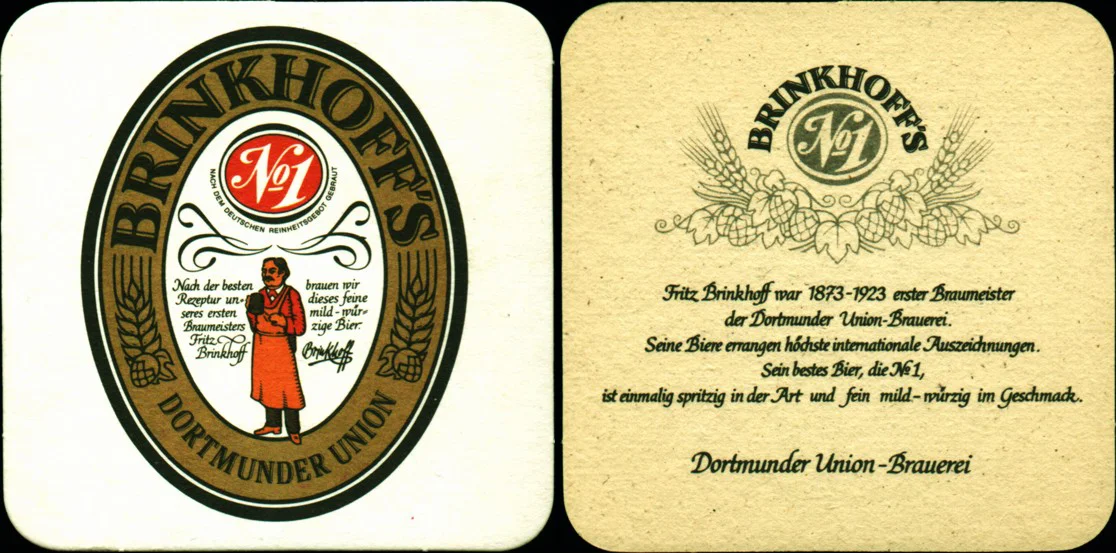 BRINKHOFF'S
No1
NACH DEM DEUTSCHEN REINHEITSGEBOT GEBRAUT
Nach der besten
Rezeptur un-
seres ersten
Braumeisters
Fritz
Brinkhoff
brauen wir
dieses feine
mild-wür-
zige Bier.
Brinkhoff
DORTMUNDER UNION
BRINKHOFF'S
No1
Fritz Brinkhoff war 1873-1923 erster Braumeister
der Dortmunder Union-Brauerei.
Seine Biere errangen höchste internationale Auszeichnungen.
Sein bestes Bier, die No1,
ist einmalig spritzig in der Art und fein mild-würzig im Geschmack.
Dortmunder Union-Brauerei